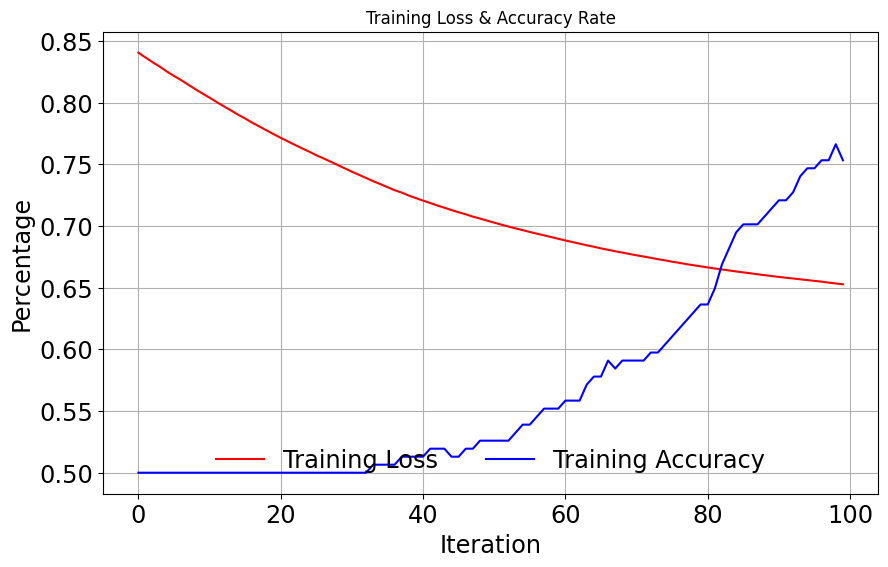 Training Loss & Accuracy Rate
0.85
0.80
0.75
0.70
0.65
0.60
0.55
0.50
Percentage
Training Loss
Training Accuracy
0 20 40 60 80 100
Iteration